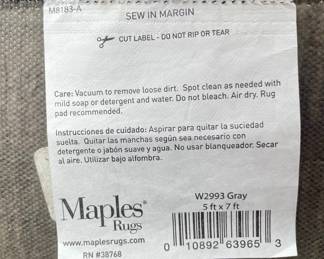 M8183-A
SEW IN MARGIN
CUT LABEL - DO NOT RIP OR TEAR
Care: Vacuum to remove loose dirt. Spot clean as needed with
mild soap or detergent and water. Do not bleach. Air dry. Rug
pad recommended.
Instrucciones de cuidado: Aspirar para quitar la suciedad
suelta. Quitar las manchas según sea necesario con
detergente o jabón suave y agua. No usar blanqueador. Secar
al aire. Utilizar bajo alfombra.
Maples®
Rugs
www.maplesrugs.com
RN #38768
W2993 Gray
5 ft x 7 ft
0 10892 63965 3